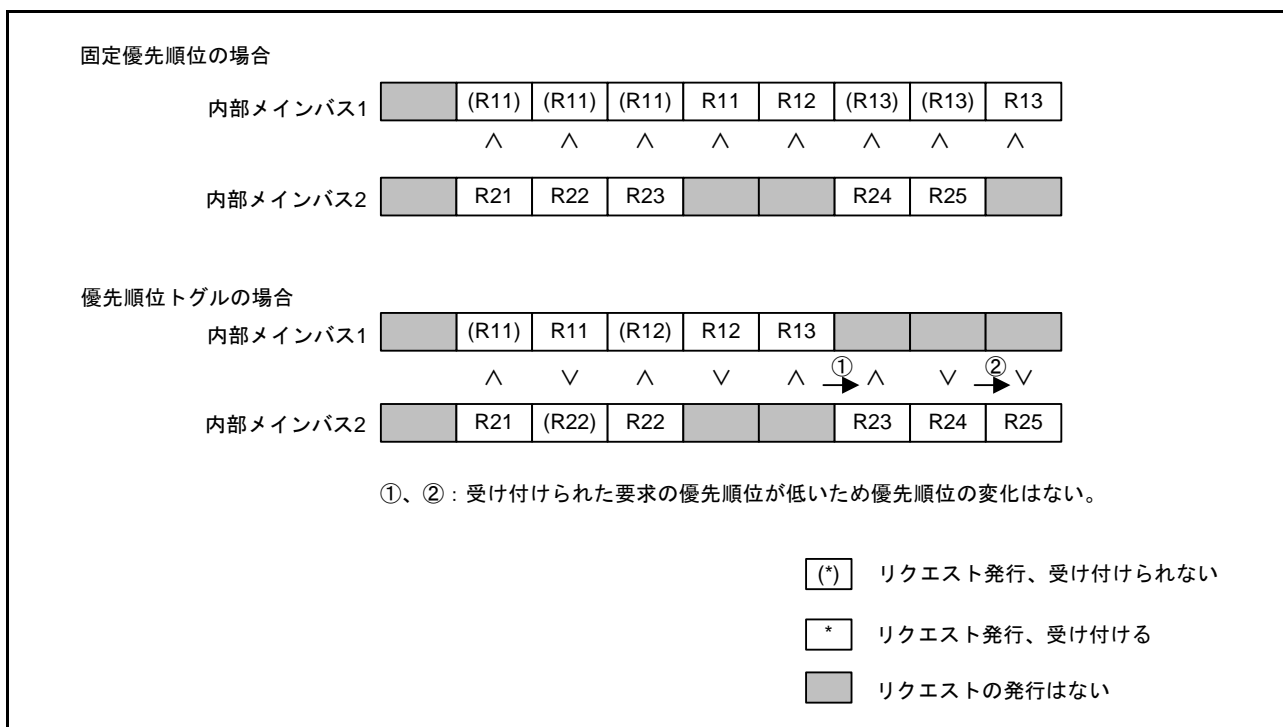 固定優先順位の場合
内部メインバス1 (R11) (R11) (R11) R11 R12 (R13) (R13) R13
∧ ∧ ∧ ∧ ∧ ∧ ∧ ∧
内部メインバス2 R21 R22 R23 R24 R25
優先順位トグルの場合
内部メインバス1 (R11) R11 (R12) R12 R13
∧ ∨ ∧ ∨ ∧ ① ∧ ∨ ② ∨
内部メインバス2 R21 (R22) R22 R23 R24 R25
①、②：受け付けられた要求の優先順位が低いため優先順位の変化はない。
(*) リクエスト発行、受け付けられない
* リクエスト発行、受け付ける
リクエストの発行はない